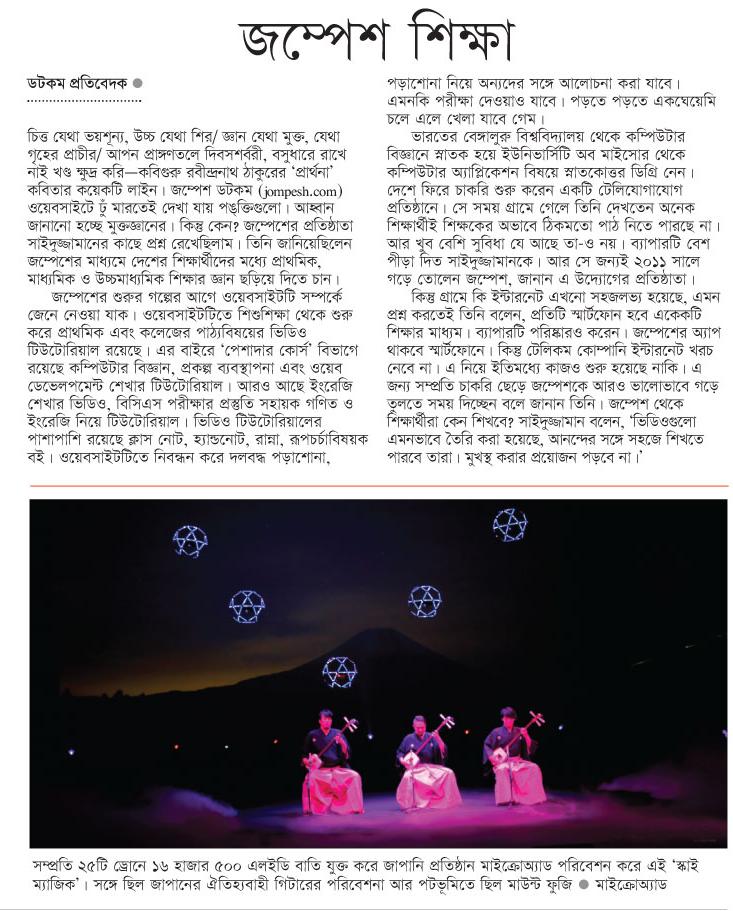 জম্পেশ শিক্ষা
ডটকম প্রতিবেদক ●
চিত্ত যেথা ভয়শূন্য, উচ্চ যেথা শির/ জ্ঞান যেথা মুক্ত, যেথা
গৃহের প্রাচীর/ আপন প্রাঙ্গণতলে দিবসশর্বরী, বসুধারে রাখে
নাই খণ্ড ক্ষুদ্র করি—কবিগুরু রবীন্দ্রনাথ ঠাকুরের ‘প্রার্থনা’
কবিতার কয়েকটি লাইন। জম্পেশ ডটকম (jompesh.com)
ওয়েবসাইটে ঢুঁ মারতেই দেখা যায় পঙ্‌ক্তিগুলো। আহ্বান
জানানো হচ্ছে মুক্তজ্ঞানের। কিন্তু কেন? জম্পেশের প্রতিষ্ঠাতা
সাইদুজ্জামানের কাছে প্রশ্ন রেখেছিলাম। তিনি জানিয়েছিলেন
জম্পেশের মাধ্যমে দেশের শিক্ষার্থীদের মধ্যে প্রাথমিক,
মাধ্যমিক ও উচ্চমাধ্যমিক শিক্ষার জ্ঞান ছড়িয়ে দিতে চান।
জম্পেশের শুরুর গল্পের আগে ওয়েবসাইটটি সম্পর্কে
জেনে নেওয়া যাক। ওয়েবসাইটটিতে শিশুশিক্ষা থেকে শুরু
করে প্রাথমিক এবং কলেজের পাঠ্যবিষয়ের ভিডিও
টিউটোরিয়াল রয়েছে। এর বাইরে ‘পেশাদার কোর্স’ বিভাগে
রয়েছে কম্পিউটার বিজ্ঞান, প্রকল্প ব্যবস্থাপনা এবং ওয়েব
ডেভেলপমেন্ট শেখার টিউটোরিয়াল। আরও আছে ইংরেজি
শেখার ভিডিও, বিসিএস পরীক্ষার প্রস্তুতি সহায়ক গণিত ও
ইংরেজি নিয়ে টিউটোরিয়াল। ভিডিও টিউটোরিয়ালের
পাশাপাশি রয়েছে ক্লাস নোট, হ্যান্ডনোট, রান্না, রূপচর্চাবিষয়ক
বই। ওয়েবসাইটটিতে নিবন্ধন করে দলবদ্ধ পড়াশোনা,
পড়াশোনা নিয়ে অন্যদের সঙ্গে আলোচনা করা যাবে।
এমনকি পরীক্ষা দেওয়াও যাবে। পড়তে পড়তে একঘেয়েমি
চলে এলে খেলা যাবে গেম।
ভারতের বেঙ্গালুরু বিশ্ববিদ্যালয় থেকে কম্পিউটার
বিজ্ঞানে স্নাতক হয়ে ইউনিভার্সিটি অব মাইসোর থেকে
কম্পিউটার অ্যাপ্লিকেশন বিষয়ে স্নাতকোত্তর ডিগ্রি নেন।
দেশে ফিরে চাকরি শুরু করেন একটি টেলিযোগাযোগ
প্রতিষ্ঠানে। সে সময় গ্রামে গেলে তিনি দেখতেন অনেক
শিক্ষার্থীই শিক্ষকের অভাবে ঠিকমতো পাঠ নিতে পারছে না।
আর খুব বেশি সুবিধা যে আছে তা-ও নয়। ব্যাপারটি বেশ
পীড়া দিত সাইদুজ্জামানকে। আর সে জন্যই ২০১১ সালে
গড়ে তোলেন জম্পেশ, জানান এ উদ্যোগের প্রতিষ্ঠাতা।
কিন্তু গ্রামে কি ইন্টারনেট এখনো সহজলভ্য হয়েছে, এমন
প্রশ্ন করতেই তিনি বলেন, প্রতিটি স্মার্টফোন হবে একেকটি
শিক্ষার মাধ্যম। ব্যাপারটি পরিষ্কারও করেন। জম্পেশের অ্যাপ
থাকবে স্মার্টফোনে। কিন্তু টেলিকম কোম্পানি ইন্টারনেট খরচ
নেবে না। এ নিয়ে ইতিমধ্যে কাজও শুরু হয়েছে নাকি। এ
জন্য সম্প্রতি চাকরি ছেড়ে জম্পেশকে আরও ভালোভাবে গড়ে
তুলতে সময় দিচ্ছেন বলে জানান তিনি। জম্পেশ থেকে
শিক্ষার্থীরা কেন শিখবে? সাইদুজ্জামান বলেন, ‘ভিডিওগুলো
এমনভাবে তৈরি করা হয়েছে, আনন্দের সঙ্গে সহজে শিখতে
পারবে তারা। মুখস্থ করার প্রয়োজন পড়বে না।’
সম্প্রতি ২৫টি ড্রোনে ১৬ হাজার ৫০০ এলইডি বাতি যুক্ত করে জাপানি প্রতিষ্ঠান মাইক্রোঅ্যাড পরিবেশন করে এই ‘স্কাই
ম্যাজিক’। সঙ্গে ছিল জাপানের ঐতিহ্যবাহী গিটারের পরিবেশনা আর পটভূমিতে ছিল মাউন্ট ফুজি ● মাইক্রোঅ্যাড